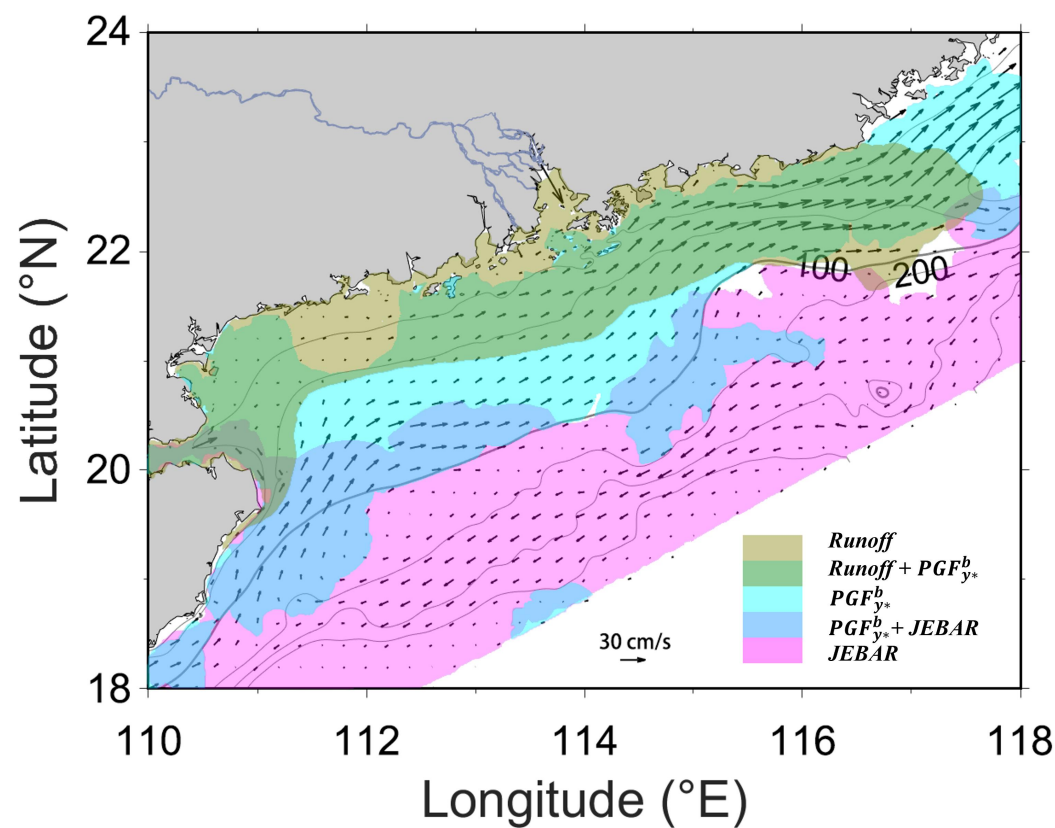 24
22
20
18
Latitude (°N)
100
200
30 cm/s
Runoff
Runoff + PGF^b_y*
PGF^b_y*
PGF^b_y* + JEBAR
JEBAR
110 112 114 116 118
Longitude (°E)